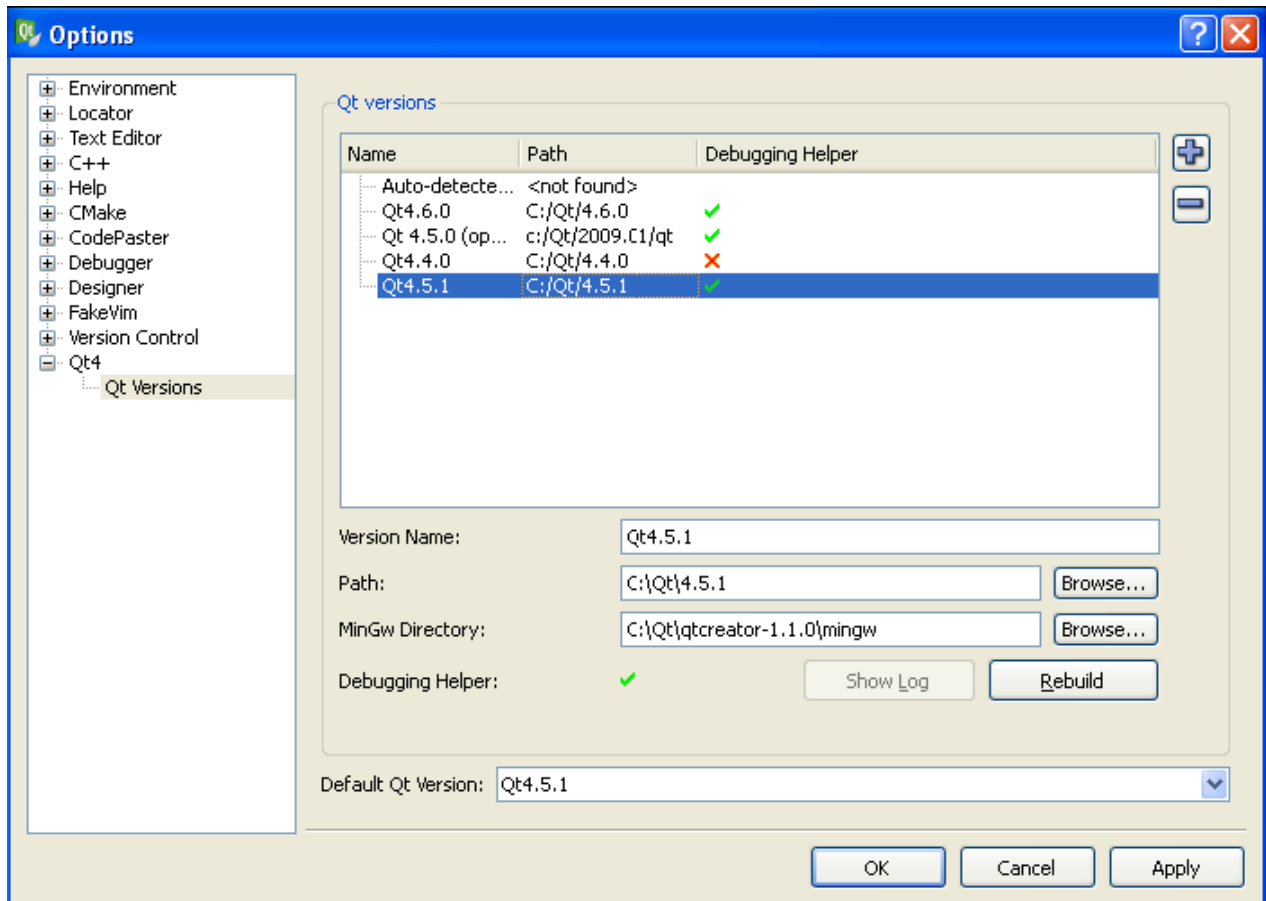 Options
Environment
Locator
Text Editor
C++
Help
CMake
CodePaster
Debugger
Designer
FakeVim
Version Control
Qt4
Qt Versions
Qt versions
Name Path Debugging Helper
Auto-detecte... <not found>
Qt4.6.0 C:/Qt/4.6.0
Qt 4.5.0 (op... c:/Qt/2009.01/qt
Qt4.4.0 C:/Qt/4.4.0
Qt4.5.1 C:/Qt/4.5.1
Version Name: Qt4.5.1
Path: C:\Qt\4.5.1 Browse...
MinGw Directory: C:\Qt\qtcreator-1.1.0\mingw Browse...
Debugging Helper: Show Log Rebuild
Default Qt Version: Qt4.5.1
OK Cancel Apply